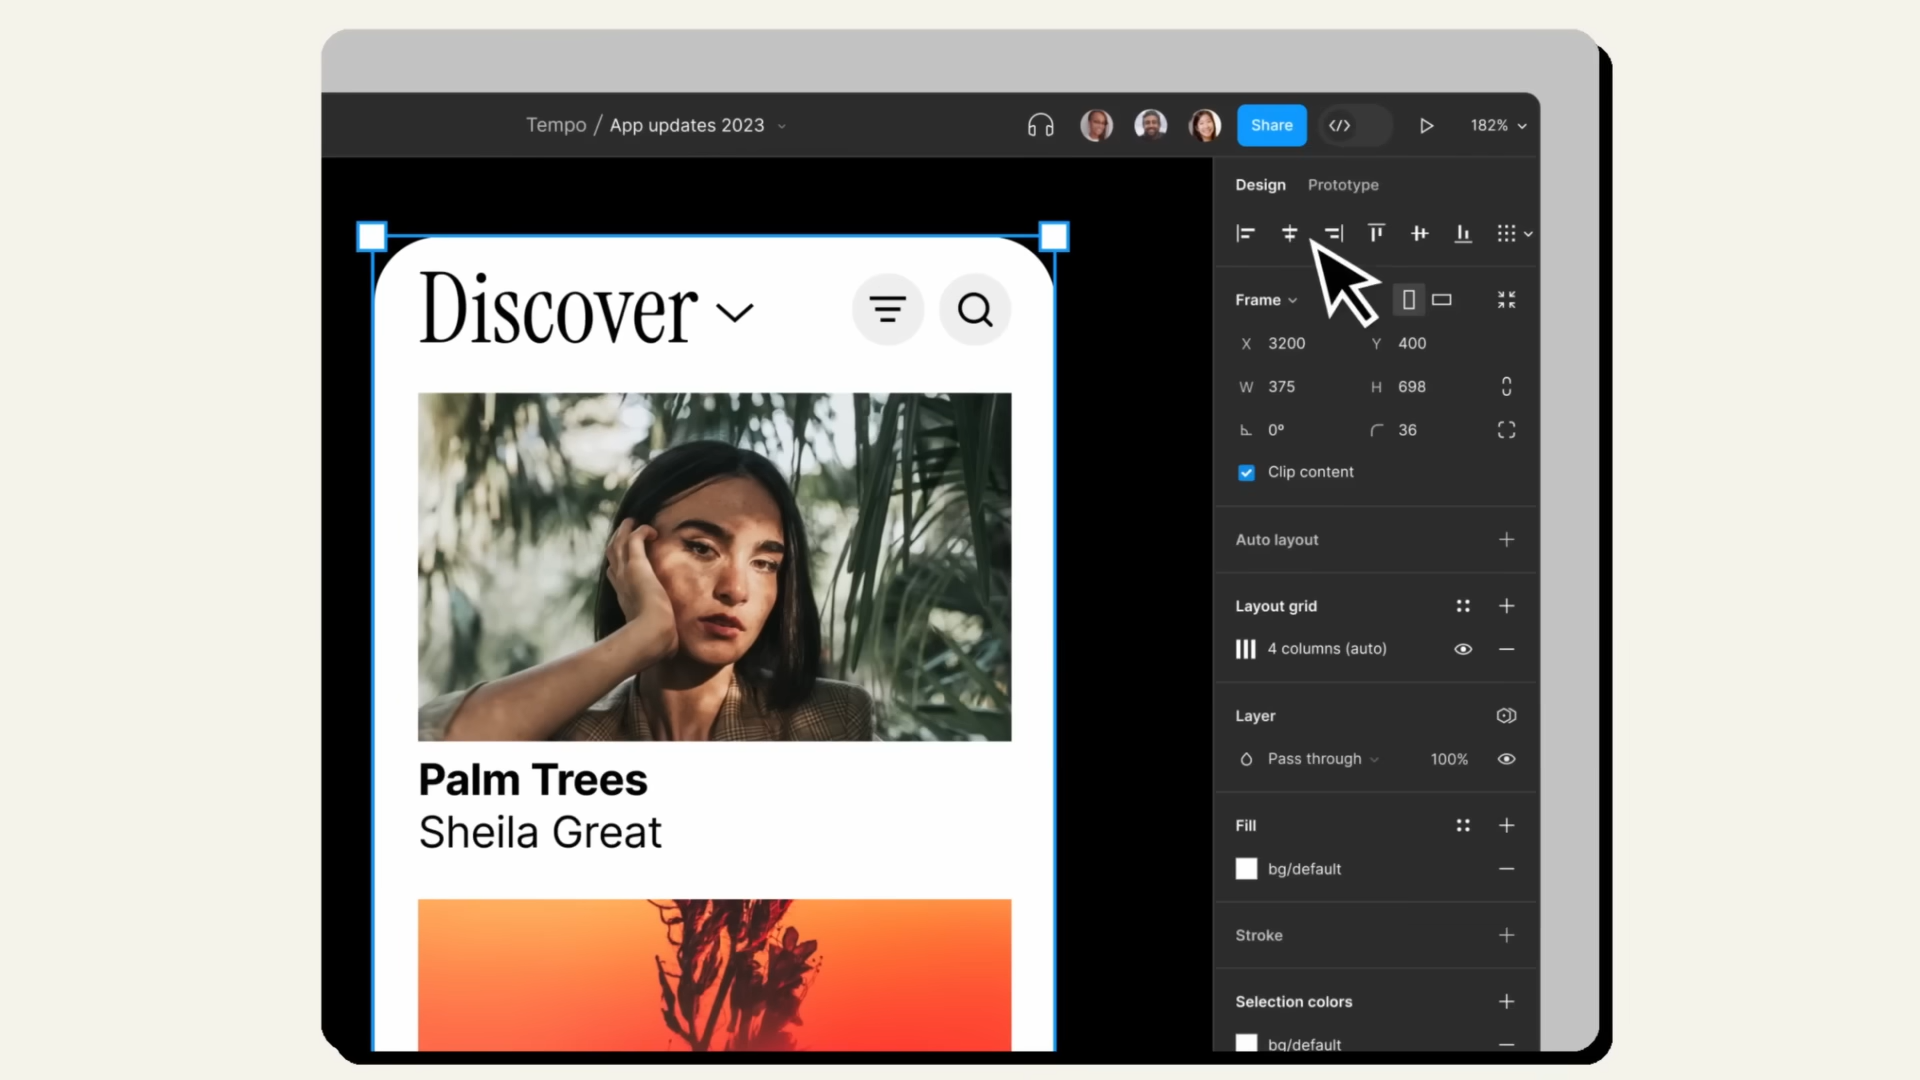 Tempo / App updates 2023
Share
182%
Design Prototype
Discover
Frame
X 3200 Y 400
W 375 H 698
0° 36
Clip content
Auto layout
Layout grid
4 columns (auto)
Layer
Pass through 100%
Fill
bg/default
Stroke
Selection colors
bg/default
Palm Trees
Sheila Great